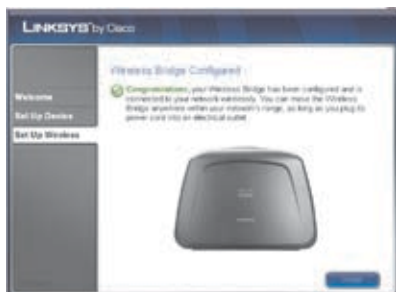 LINKSYS by Cisco
Wireless Bridge Configured
Congratulations, your Wireless Bridge has been configured and is
connected to your network wirelessly. You can move the Wireless
Bridge anywhere within your network's range, as long as you plug its
power cord into an electrical outlet.
Welcome
Set Up Device
Set Up Wireless